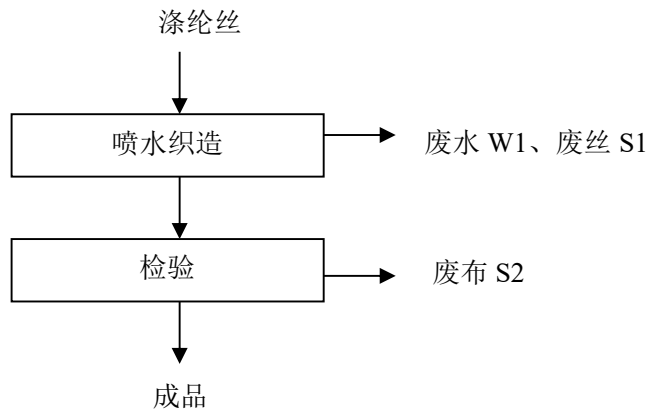 涤纶丝
喷水织造
废水 W1、废丝 S1
检验
废布 S2
成品